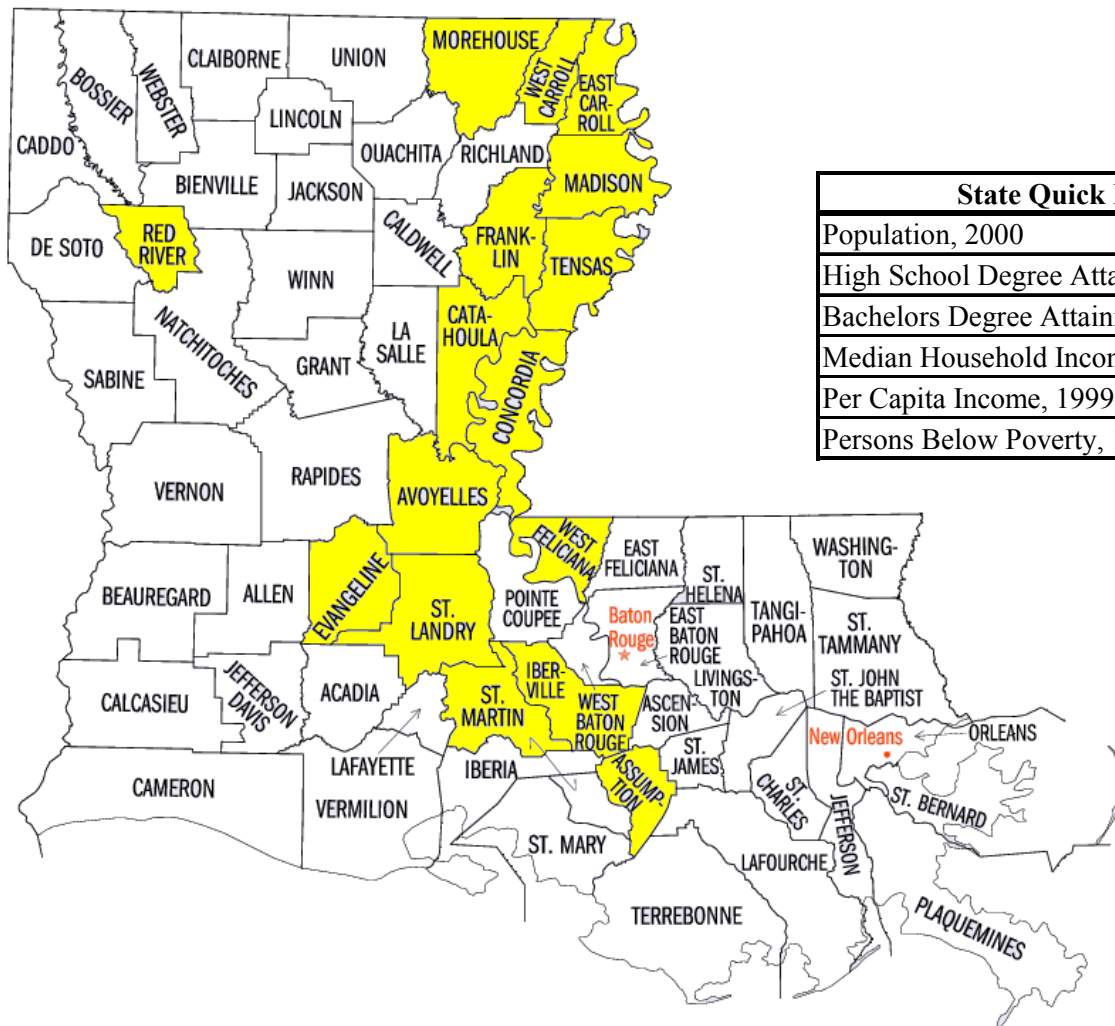 MOREHOUSE
UNION
CLAIBORNE
WEST
CARROLL
EAST
CAR-
ROLL
WEBSTER
BOSSIER
LINCOLN
CADDO
OUACHITA
RICHLAND
BIENVILLE
JACKSON
MADISON
RED
RIVER
DE SOTO
CALDWELL
FRANK-
LIN
TENSAS
WINN
NATCHITOCHES
CATA-
HOULA
LA
SALLE
GRANT
SABINE
CONCORDIA
State Quick
Population, 2000
High School Degree Atta
Bachelors Degree Attain
Median Household Incon
Per Capita Income, 1999
Persons Below Poverty,
RAPIDES
VERNON
AVOYELLES
WEST
FELICIANA
EAST
FELICIANA
ST.
HELENA
WASHING-
TON
BEAUREGARD
ALLEN
EVANGELINE
ST.
LANDRY
POINTE
COUPEE
Baton
Rouge
EAST
BATON
ROUGE
TANGI-
PAHOA
ST.
TAMMANY
LIVINGS-
TON
ST. JOHN
THE BAPTIST
CALCASIEU
JEFFERSON
DAVIS
ACADIA
ST.
MARTIN
IBER-
VILLE
WEST
BATON
ROUGE
ASCEN-
SION
New Orleans
ORLEANS
LAFAYETTE
IBERIA
ASSUMP-
TION
ST.
JAMES
ST.
CHARLES
CAMERON
VERMILION
ST. BERNARD
JEFFERSON
ST. MARY
LAFOURCHE
TERREBONNE
PLAQUEMINES